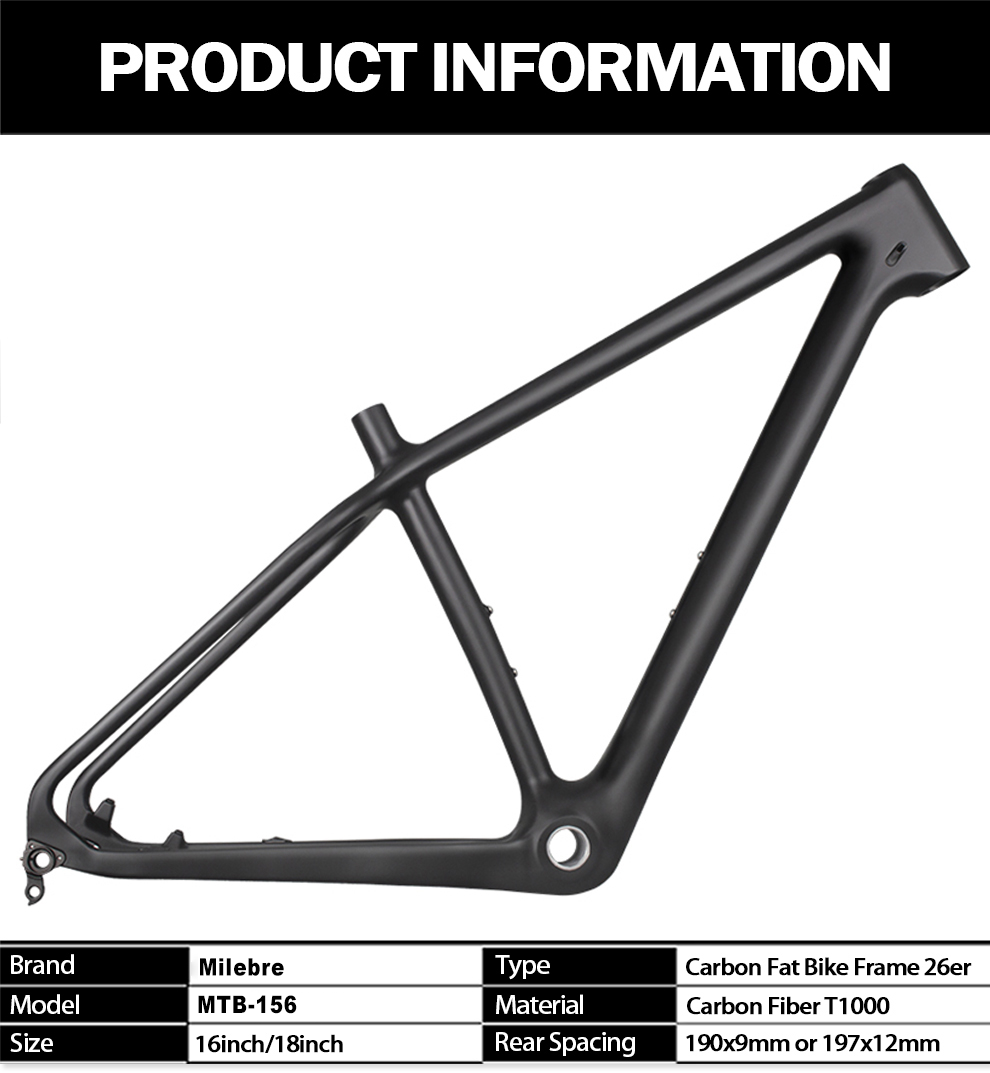 PRODUCT INFORMATION
Brand Milebre Type Carbon Fat Bike Frame 26er
Model MTB-156 Material Carbon Fiber T1000
Size 16inch/18inch Rear Spacing 190x9mm or 197x12mm